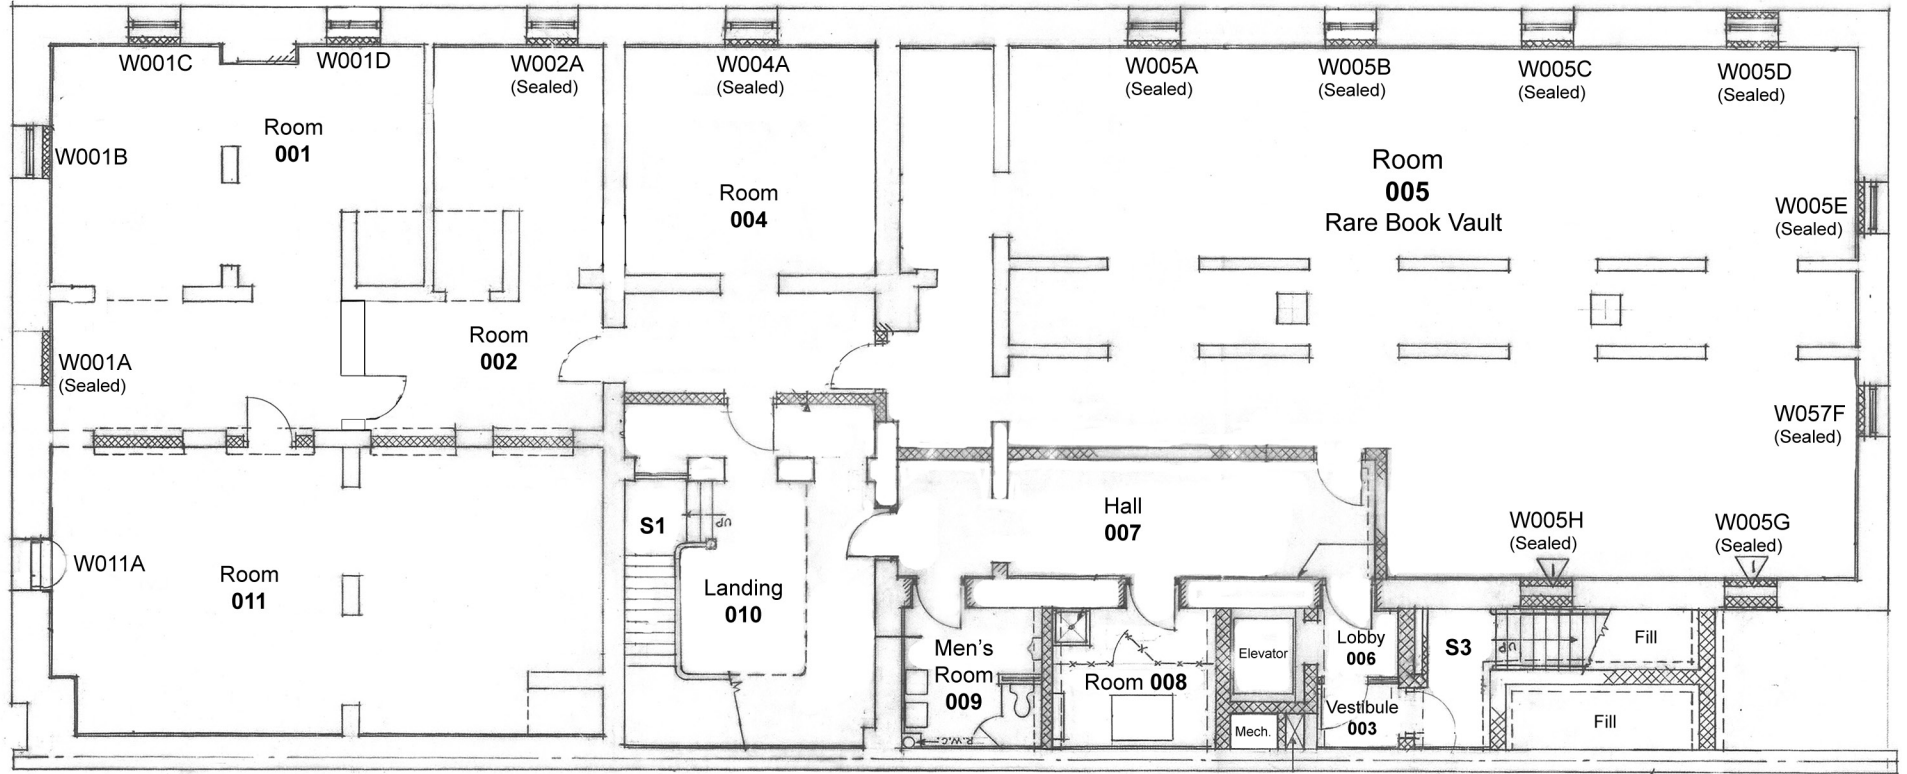 W001C
W001D
W002A
(Sealed)
W004A
(Sealed)
W005A
(Sealed)
W005B
(Sealed)
W005C
(Sealed)
W005D
(Sealed)
W001B
Room
001
Room
004
Room
005
Rare Book Vault
W005E
(Sealed)
W001A
(Sealed)
Room
002
W057F
(Sealed)
W011A
Room
011
S1
UP
Landing
010
Hall
007
W005H
(Sealed)
W005G
(Sealed)
Men's
Room
009
R.W.C.
Room 008
Elevator
Mech.
Lobby
006
Vestibule
003
S3
UP
Fill
Fill